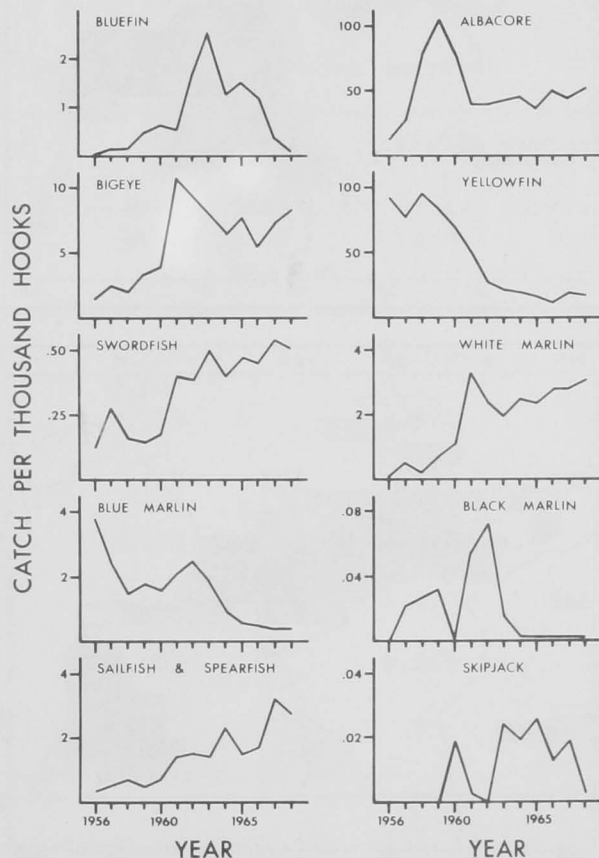 BLUEFIN
2
1
ALBACORE
100
50
BIGEYE
10
5
YELLOWFIN
100
50
SWORDFISH
.50
.25
WHITE MARLIN
4
2
BLUE MARLIN
4
2
BLACK MARLIN
.08
.04
SAILFISH & SPEARFISH
4
2
SKIPJACK
.04
.02
1956 1960 1965
1956 1960 1965
YEAR YEAR
CATCH PER THOUSAND HOOKS